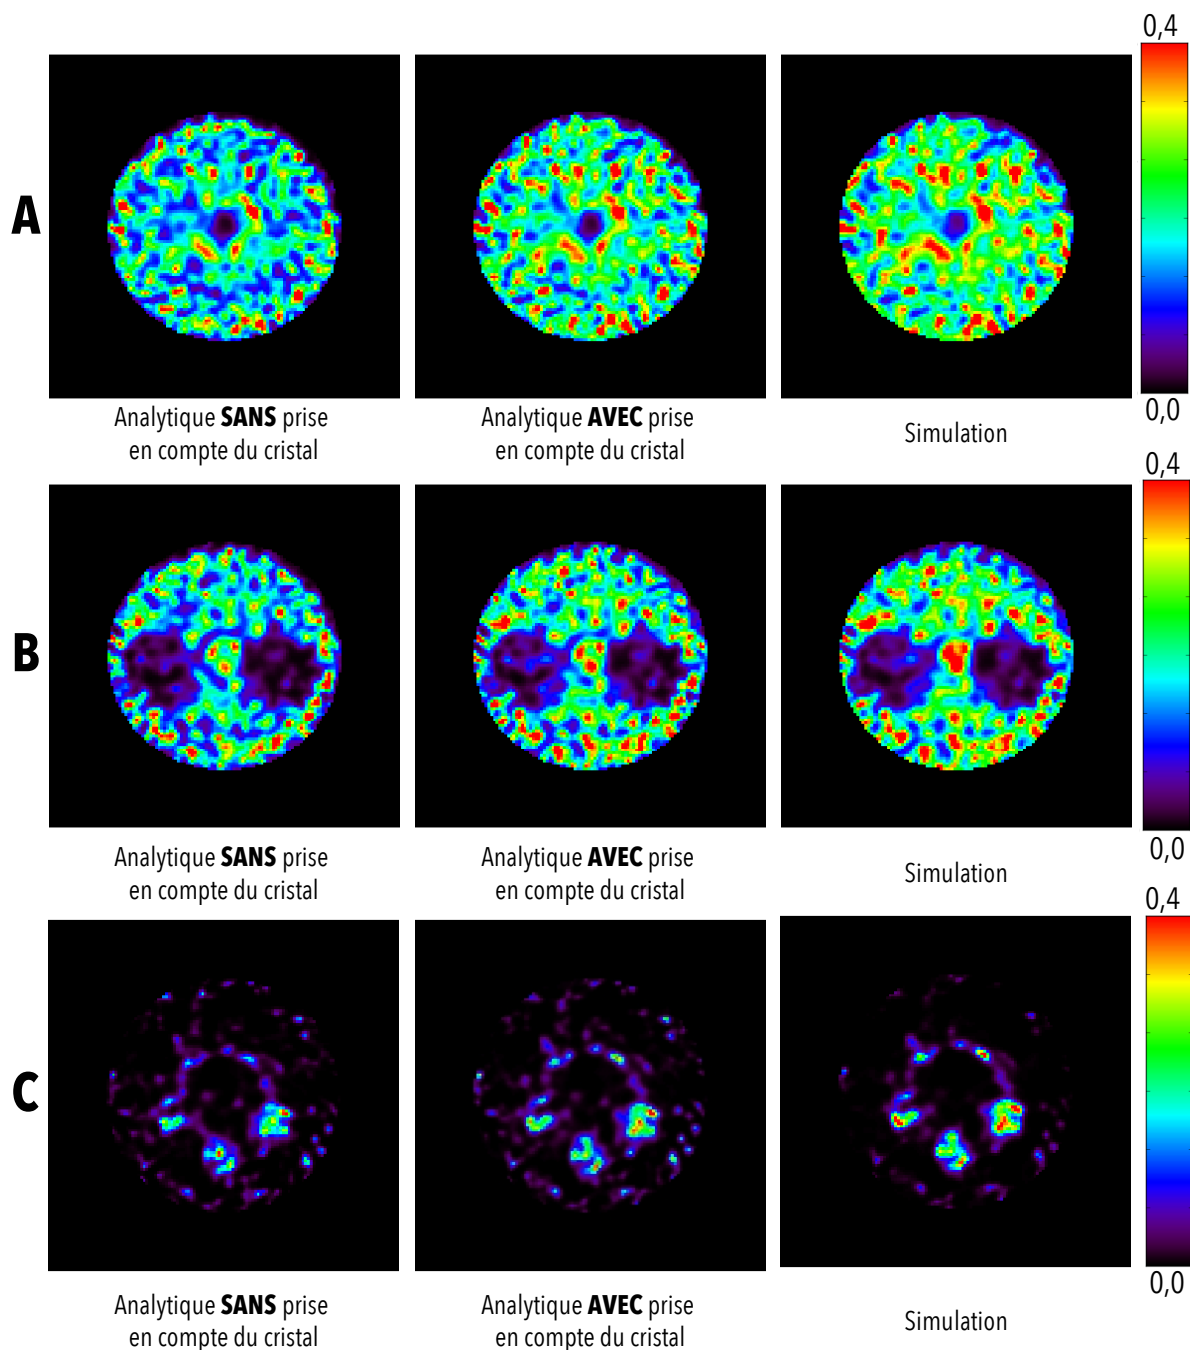 0,4
A
0,0
Analytique SANS prise
en compte du cristal
Analytique AVEC prise
en compte du cristal
Simulation
0,4
B
0,0
Analytique SANS prise
en compte du cristal
Analytique AVEC prise
en compte du cristal
Simulation
0,4
C
0,0
Analytique SANS prise
en compte du cristal
Analytique AVEC prise
en compte du cristal
Simulation